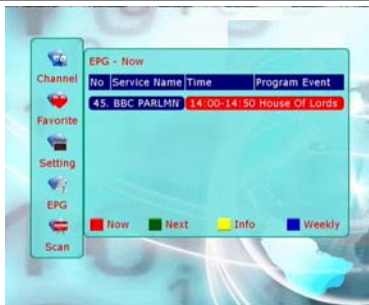 EPG - Now
Channel
No Service Name Time Program Event
45. BBC PARLMN 14:00-14:50 House Of Lords
Favorite
Setting
EPG
Now Next Info Weekly
Scan